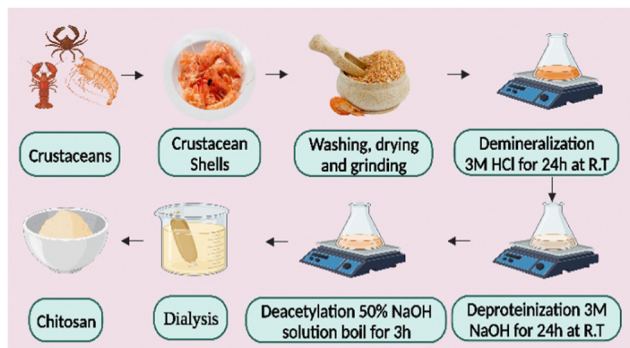 Crustaceans
Crustacean
Shells
Washing, drying
and grinding
Demineralization
3M HCl for 24h at R.T
Chitosan
Dialysis
Deacetylation 50% NaOH
solution boil for 3h
Deproteinization 3M
NaOH for 24h at R.T